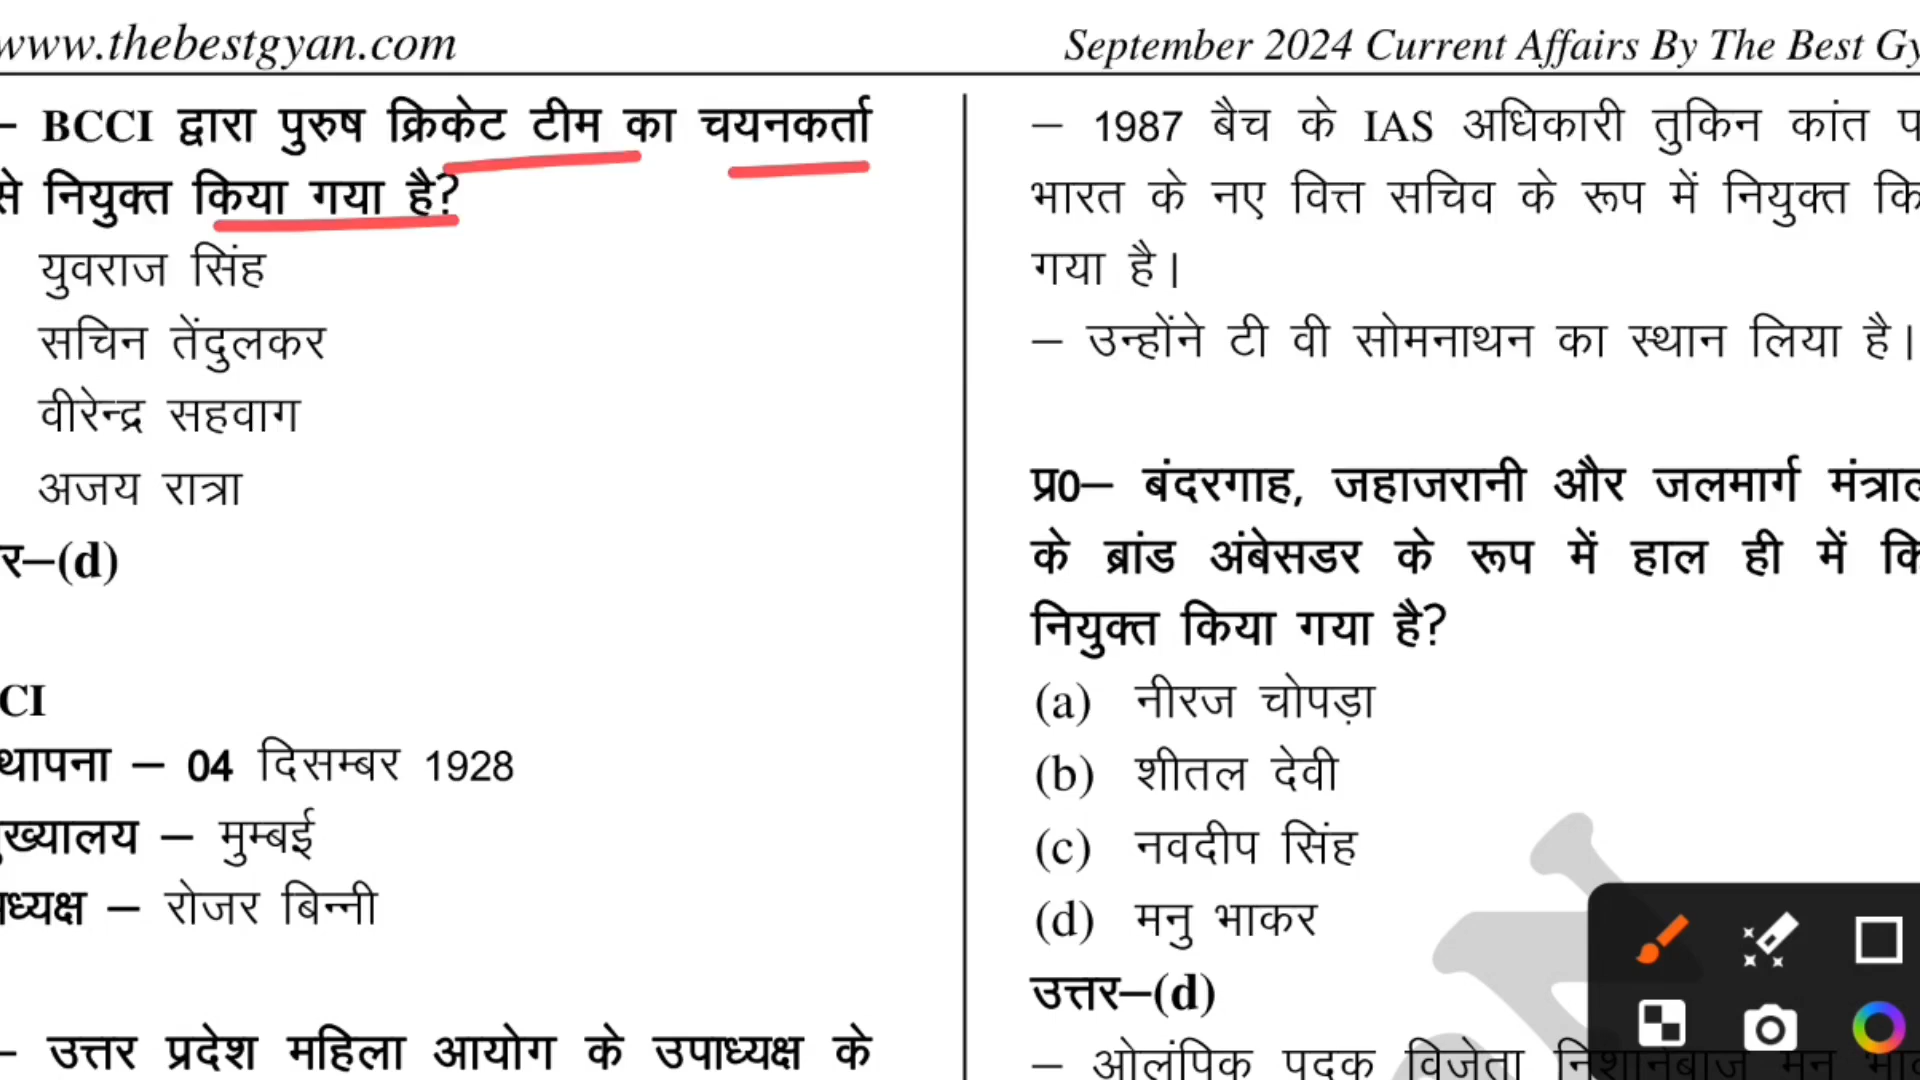 www.thebestgyan.com
September 2024 Current Affairs By The Best Gy
– BCCI द्वारा पुरुष क्रिकेट टीम का चयनकर्ता
से नियुक्त किया गया है?
युवराज सिंह
सचिन तेंदुलकर
वीरेन्द्र सहवाग
अजय रात्रा
र–(d)
CI
थापना – 04 दिसम्बर 1928
ख्यालय – मुम्बई
ध्यक्ष – रोजर बिन्नी
– उत्तर प्रदेश महिला आयोग के उपाध्यक्ष के
– 1987 बैच के IAS अधिकारी तुकिन कांत प
भारत के नए वित्त सचिव के रूप में नियुक्त कि
गया है।
– उन्होंने टी वी सोमनाथन का स्थान लिया है।
प्र0– बंदरगाह, जहाजरानी और जलमार्ग मंत्राल
के ब्रांड अंबेसडर के रूप में हाल ही में कि
नियुक्त किया गया है?
(a) नीरज चोपड़ा
(b) शीतल देवी
(c) नवदीप सिंह
(d) मनु भाकर
उत्तर–(d)
– ओलंपिक पदक विजेता निशानेबाज मनु भा